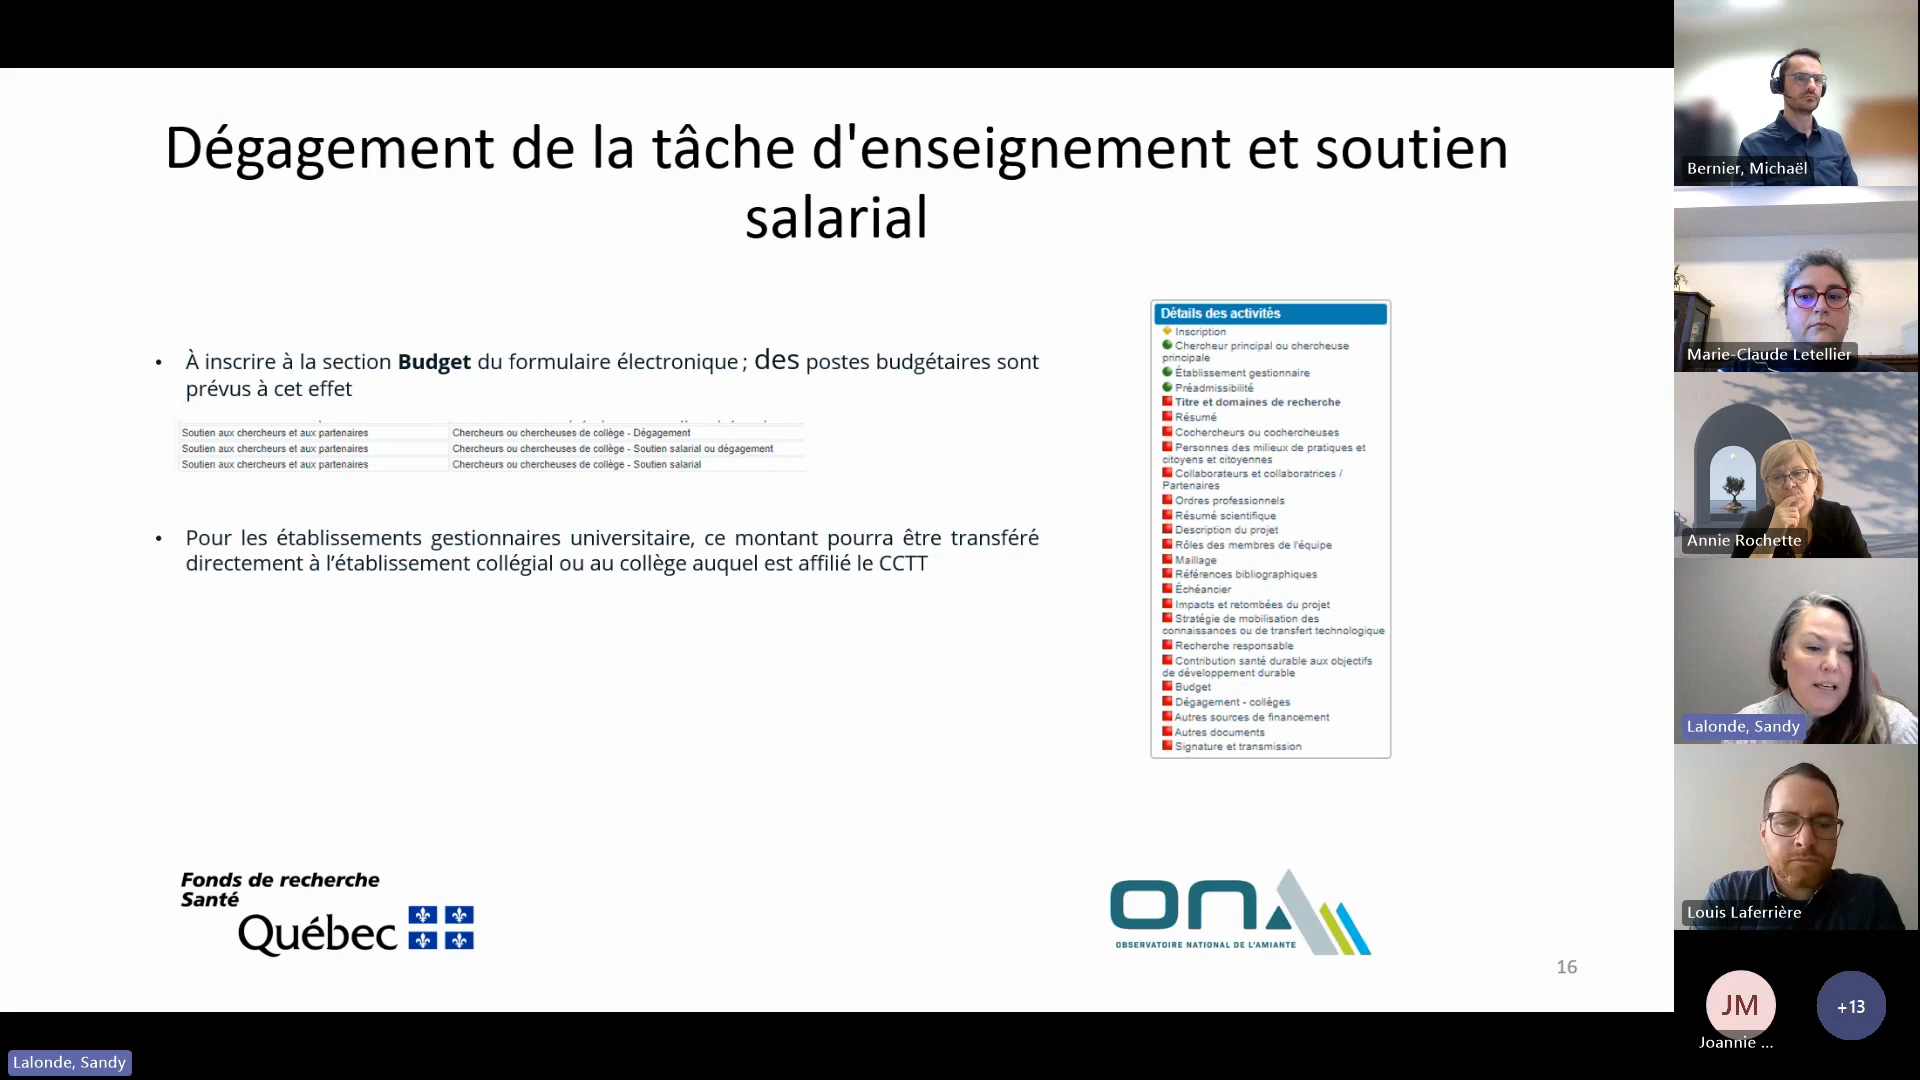 Dégagement de la tâche d'enseignement et soutien
salarial
• À inscrire à la section Budget du formulaire électronique ; des postes budgétaires sont
prévus à cet effet
Soutien aux chercheurs et aux partenaires Chercheurs ou chercheuses de collège - Dégagement
Soutien aux chercheurs et aux partenaires Chercheurs ou chercheuses de collège - Soutien salarial ou dégagement
Soutien aux chercheurs et aux partenaires Chercheurs ou chercheuses de collège - Soutien salarial
• Pour les établissements gestionnaires universitaire, ce montant pourra être transféré
directement à l’établissement collégial ou au collège auquel est affilié le CCTT
Détails des activités
Inscription
Chercheur principal ou chercheuse
principale
Établissement gestionnaire
Préadmissibilité
Titre et domaines de recherche
Résumé
Cochercheurs ou cochercheuses
Personnes des milieux de pratiques et
citoyens et citoyennes
Collaborateurs et collaboratrices /
Partenaires
Ordres professionnels
Résumé scientifique
Description du projet
Rôles des membres de l'équipe
Maillage
Références bibliographiques
Échéancier
Impacts et retombées du projet
Stratégie de mobilisation des
connaissances ou de transfert technologique
Recherche responsable
Contribution santé durable aux objectifs
de développement durable
Budget
Dégagement - collèges
Autres sources de financement
Autres documents
Signature et transmission
Fonds de recherche
Santé
Québec
ONA
OBSERVATOIRE NATIONAL DE L'AMIANTE
16
Bernier, Michaël
Marie-Claude Letellier
Annie Rochette
Lalonde, Sandy
Louis Laferrière
JM
Joannie ...
+13
Lalonde, Sandy